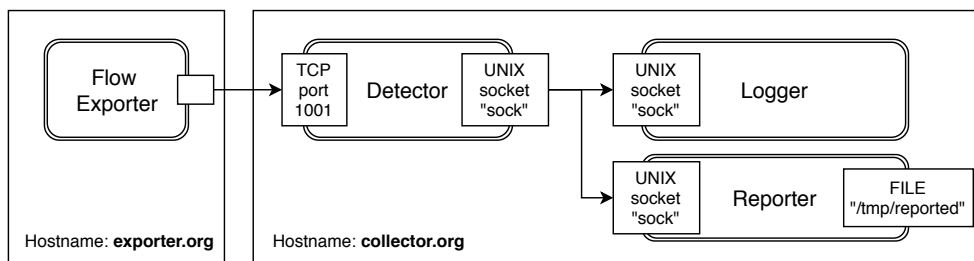 Flow
Exporter
Hostname: exporter.org
TCP
port
1001
Detector
UNIX
socket
"sock"
UNIX
socket
"sock"
Logger
UNIX
socket
"sock"
Reporter
FILE
"/tmp/reported"
Hostname: collector.org